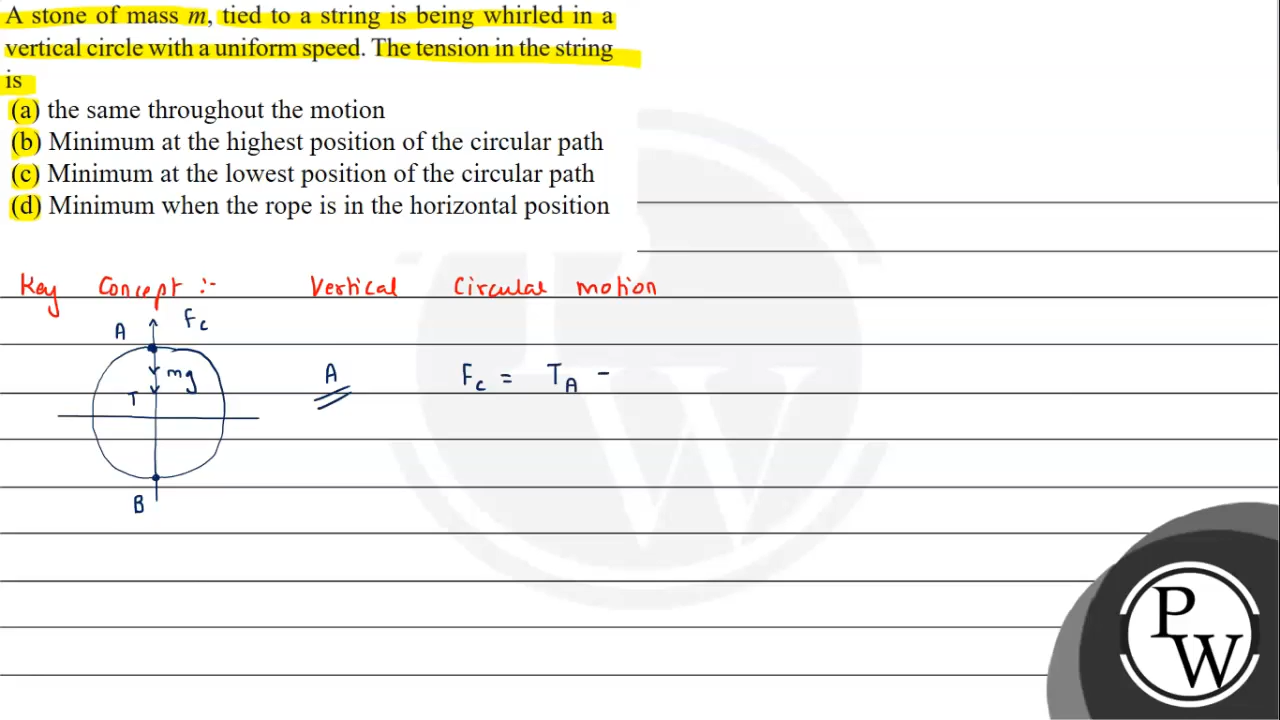 A stone of mass m, tied to a string is being whirled in a
vertical circle with a uniform speed. The tension in the string
is
(a) the same throughout the motion
(b) Minimum at the highest position of the circular path
(c) Minimum at the lowest position of the circular path
(d) Minimum when the rope is in the horizontal position
Key Concept :- Vertical Circular motion
A Fc
mg
T
A Fc = TA -
B
P
W